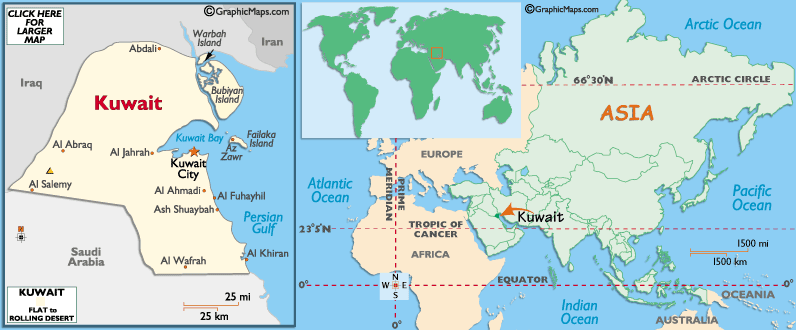 CLICK HERE
FOR
LARGER
MAP
©GraphicMaps.com
Warbah
Island
Iran
Abdali
Iraq
Bubiyan
Island
Kuwait
Kuwait Bay
Failaka
Island
Az
Zawr
Al Abraq
Al Jahrah
Kuwait
City
Al Salemy
Al Ahmadi
Al Fuhayhil
Ash Shuaybah
Persian
Gulf
Saudi
Arabia
Al Khiran
Al Wafrah
KUWAIT
FLAT to
ROLLING DESERT
25 mi
25 km
©GraphicMaps.com
Arctic Ocean
66°30'N
ARCTIC CIRCLE
ASIA
EUROPE
Atlantic
Ocean
PRIME
MERIDIAN
Pacific
Ocean
Kuwait
TROPIC OF
CANCER
23°5'N
AFRICA
1500 mi
1500 km
EQUATOR
N
W E
S
0°
0°
0°
OCEANIA
Indian
Ocean
AUSTRALIA